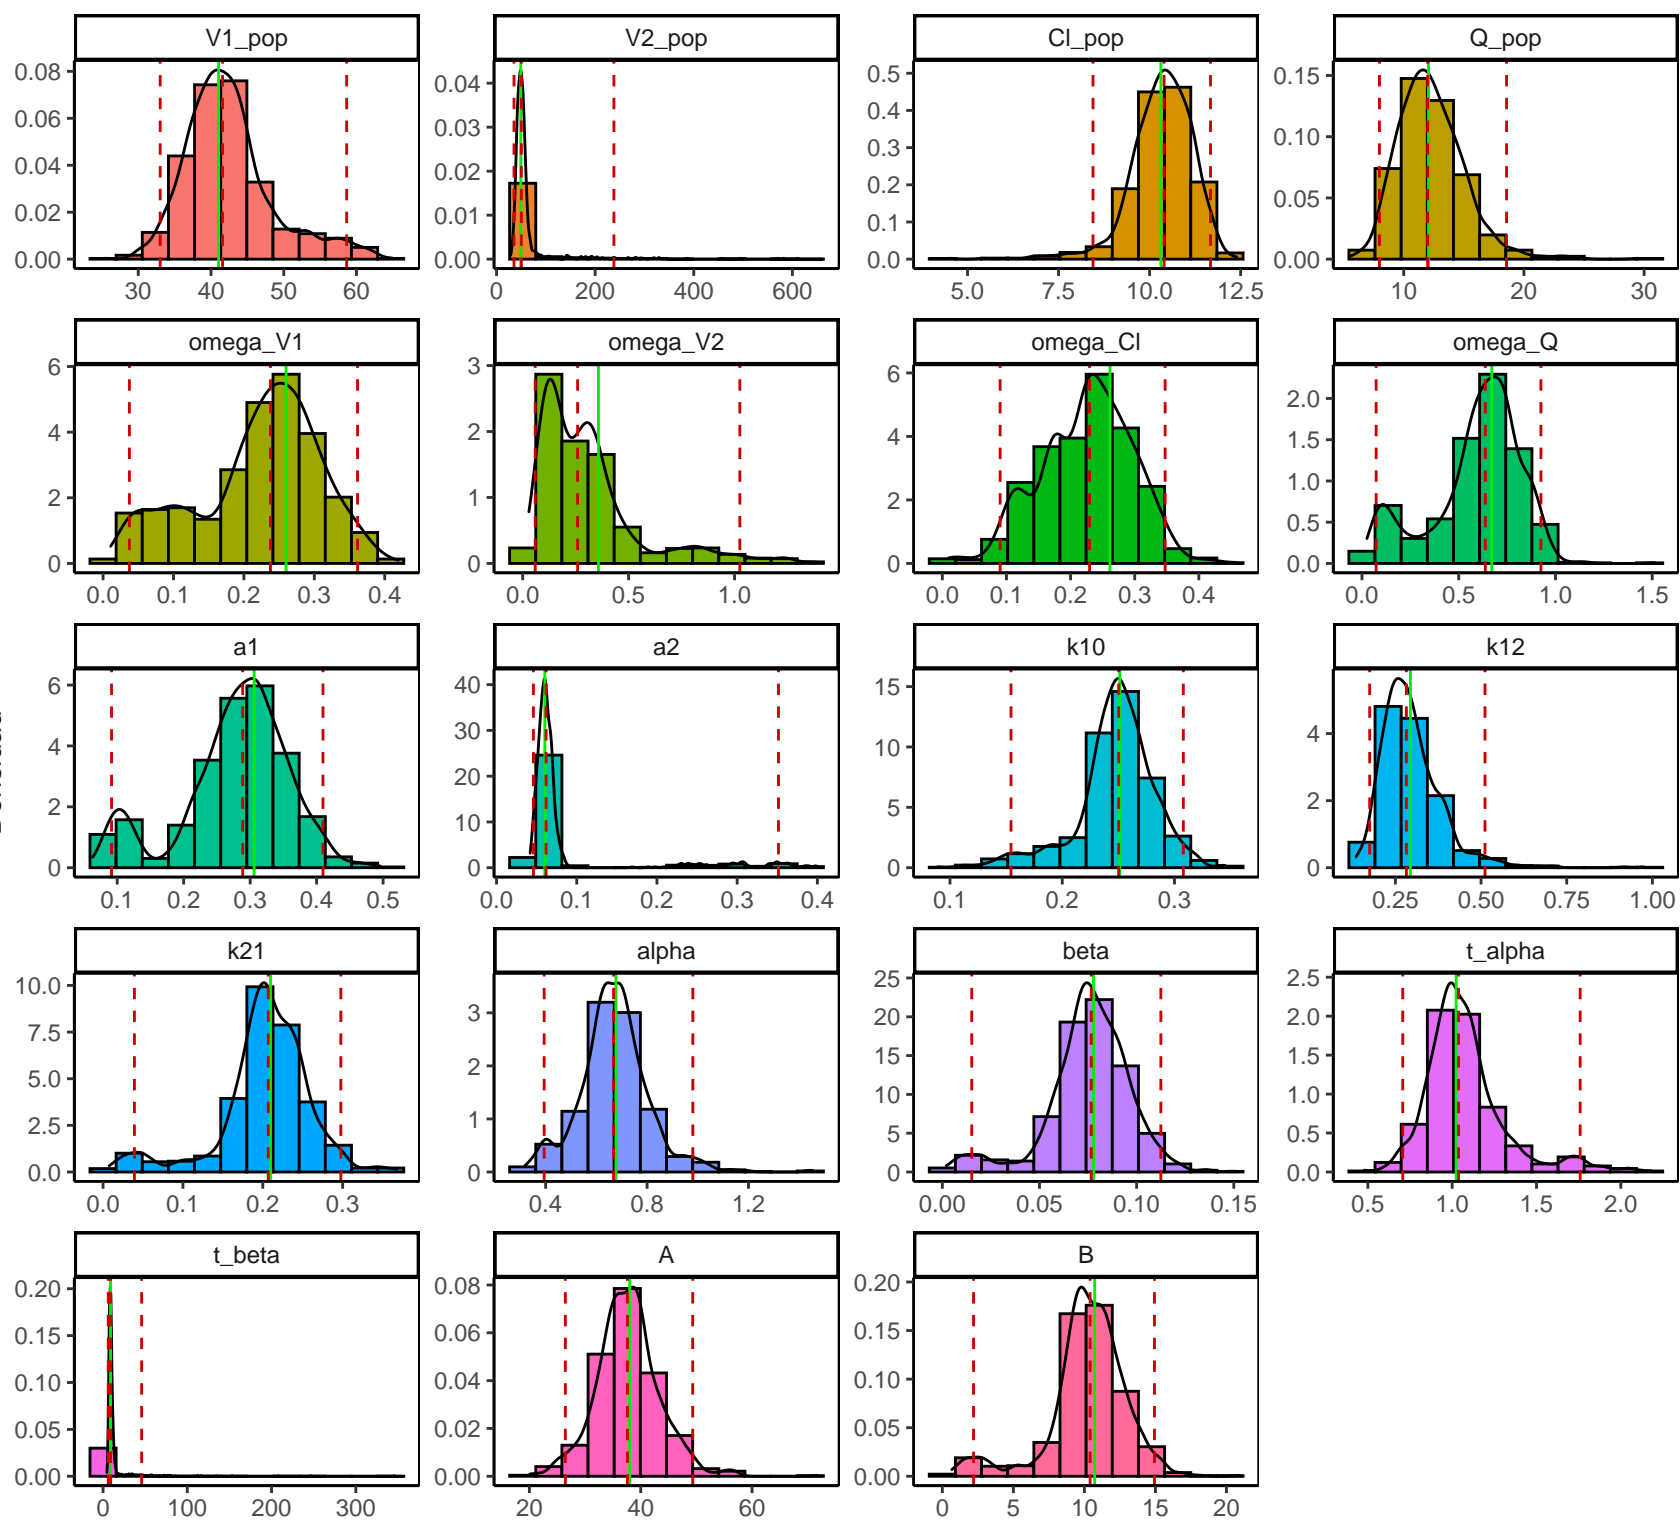 V1_pop V2_pop Cl_pop Q_pop
0.08 0.06 0.04 0.02 0.00
0.04 0.03 0.02 0.01 0.00
0.5 0.4 0.3 0.2 0.1 0.0
0.15 0.10 0.05 0.00
30 40 50 60
0 200 400 600
5.0 7.5 10.0 12.5
10 20 30
omega_V1 omega_V2 omega_Cl omega_Q
6 4 2 0
3 2 1 0
6 4 2 0
2.0 1.5 1.0 0.5 0.0
0.0 0.1 0.2 0.3 0.4
0.0 0.5 1.0
0.0 0.1 0.2 0.3 0.4
0.0 0.5 1.0 1.5
a1 a2 k10 k12
6 4 2 0
40 30 20 10 0
15 10 5 0
4 2 0
0.1 0.2 0.3 0.4 0.5
0.0 0.1 0.2 0.3 0.4
0.1 0.2 0.3
0.25 0.50 0.75 1.00
k21 alpha beta t_alpha
10.0 7.5 5.0 2.5 0.0
3 2 1 0
25 20 15 10 5 0
2.5 2.0 1.5 1.0 0.5 0.0
0.0 0.1 0.2 0.3
0.4 0.8 1.2
0.00 0.05 0.10 0.15
0.5 1.0 1.5 2.0
t_beta A B
0.20 0.15 0.10 0.05 0.00
0.08 0.06 0.04 0.02 0.00
0.20 0.15 0.10 0.05 0.00
0 100 200 300
20 40 60
0 5 10 15 20